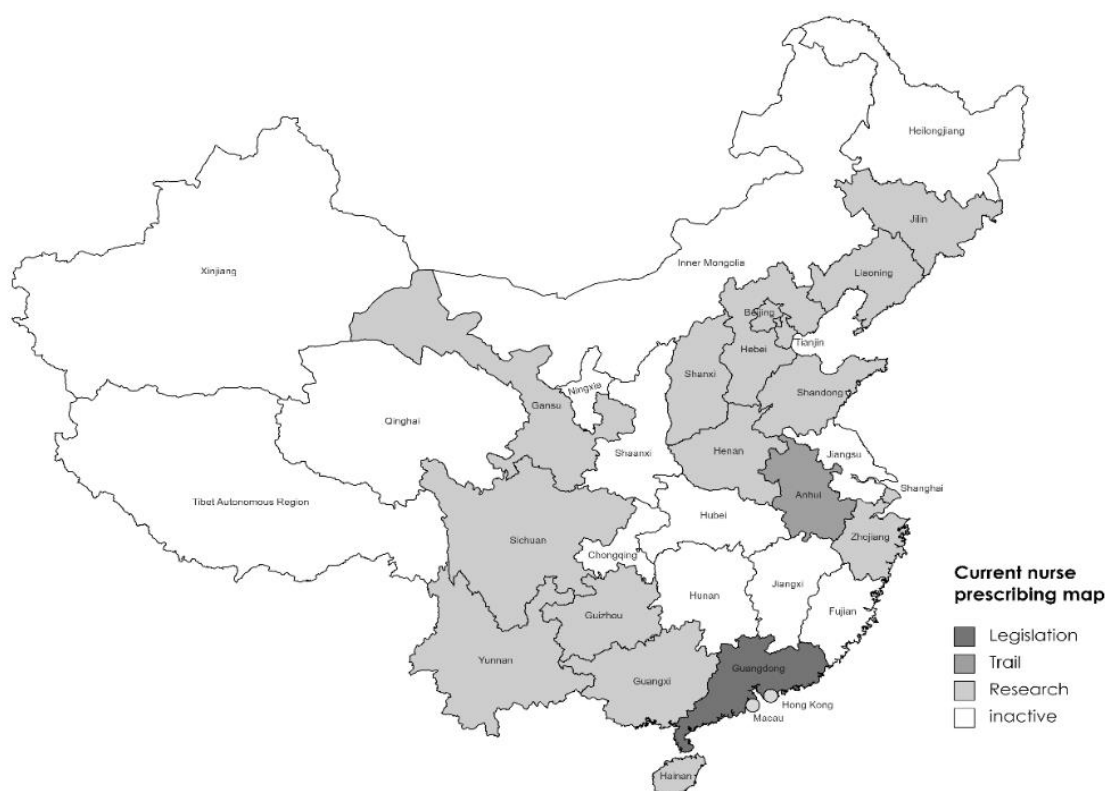 Heilongjiang
Jilin
Xinjiang
Inner Mongolia
Liaoning
Beijing
Tianjin
Hebei
Shanxi
Ningxia
Shandong
Gansu
Qinghai
Henan
Shaanxi
Jiangsu
Shanghai
Anhui
Tibet Autonomous Region
Hubei
Zhojiang
Sichuan
Chongqing
Jiangxi
Hunan
Fujian
Guizhou
Yunnan
Guangdong
Guangxi
Hong Kong
Macau
Hainan
Current nurse
prescribing map
Legislation
Trail
Research
inactive